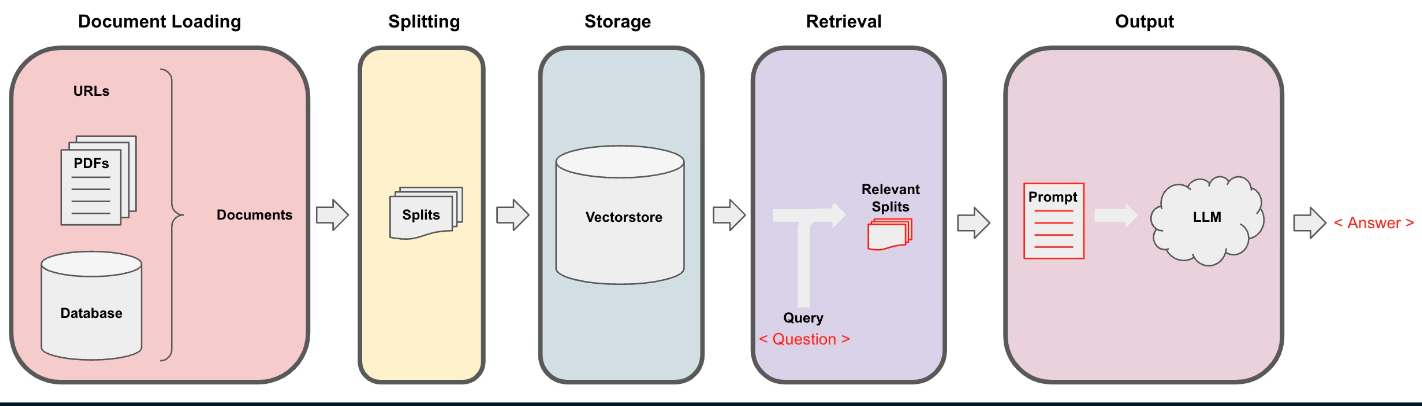 Document Loading
Splitting
Storage
Retrieval
Output
URLs
PDFs
Documents
Database
Splits
Vectorstore
Relevant
Splits
Query
< Question >
Prompt
LLM
< Answer >